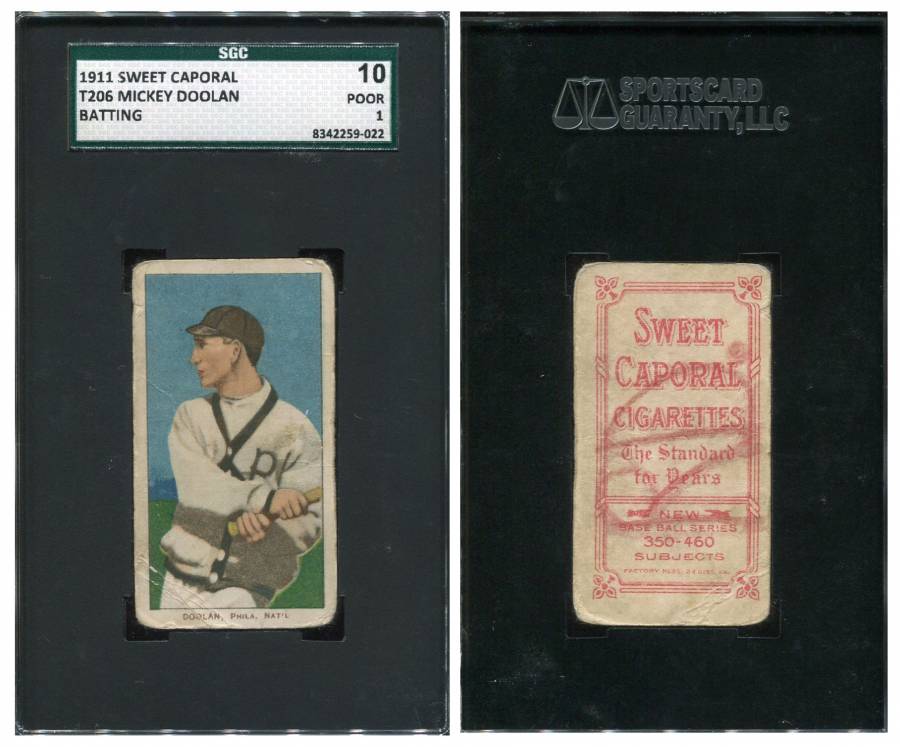 SGC
1911 SWEET CAPORAL 10
T206 MICKEY DOOLAN POOR
BATTING 1
8342259-022
DOOLAN, PHILA. NAT'L
SPORTSCARD
GUARANTY, LLC
SWEET
CAPORAL
CIGARETTES
The Standard
for Years
NEW
BASE BALL SERIES
350-460
SUBJECTS
FACTORY